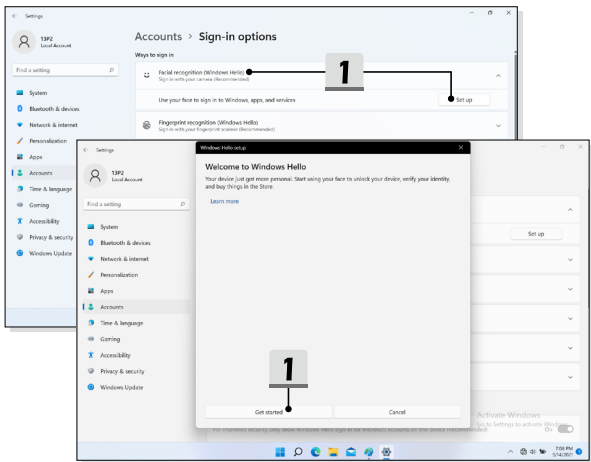 Settings
13P2
Local Account
Find a setting
System
Bluetooth & devices
Network & internet
Personalization
Apps
Accounts
Time & language
Gaming
Accessibility
Privacy & security
Windows Update
Accounts > Sign-in options
Ways to sign in
Facial recognition (Windows Hello)
Sign in with your camera (Recommended)
1
Use your face to sign in to Windows, apps, and services
Set up
Fingerprint recognition (Windows Hello)
Sign in with your fingerprint scanner (Recommended)
Settings
13P2
Local Account
Find a setting
System
Bluetooth & devices
Network & internet
Personalization
Apps
Accounts
Time & language
Gaming
Accessibility
Privacy & security
Windows Update
Windows Hello setup
Welcome to Windows Hello
Your device just got more personal. Start using your face to unlock your device, verify your identity,
and buy things in the Store.
Learn more
1
Get started
Cancel
Set up
Activate Windows
Go to Settings to activate Windows.
On
7:03 PM
9/14/2021